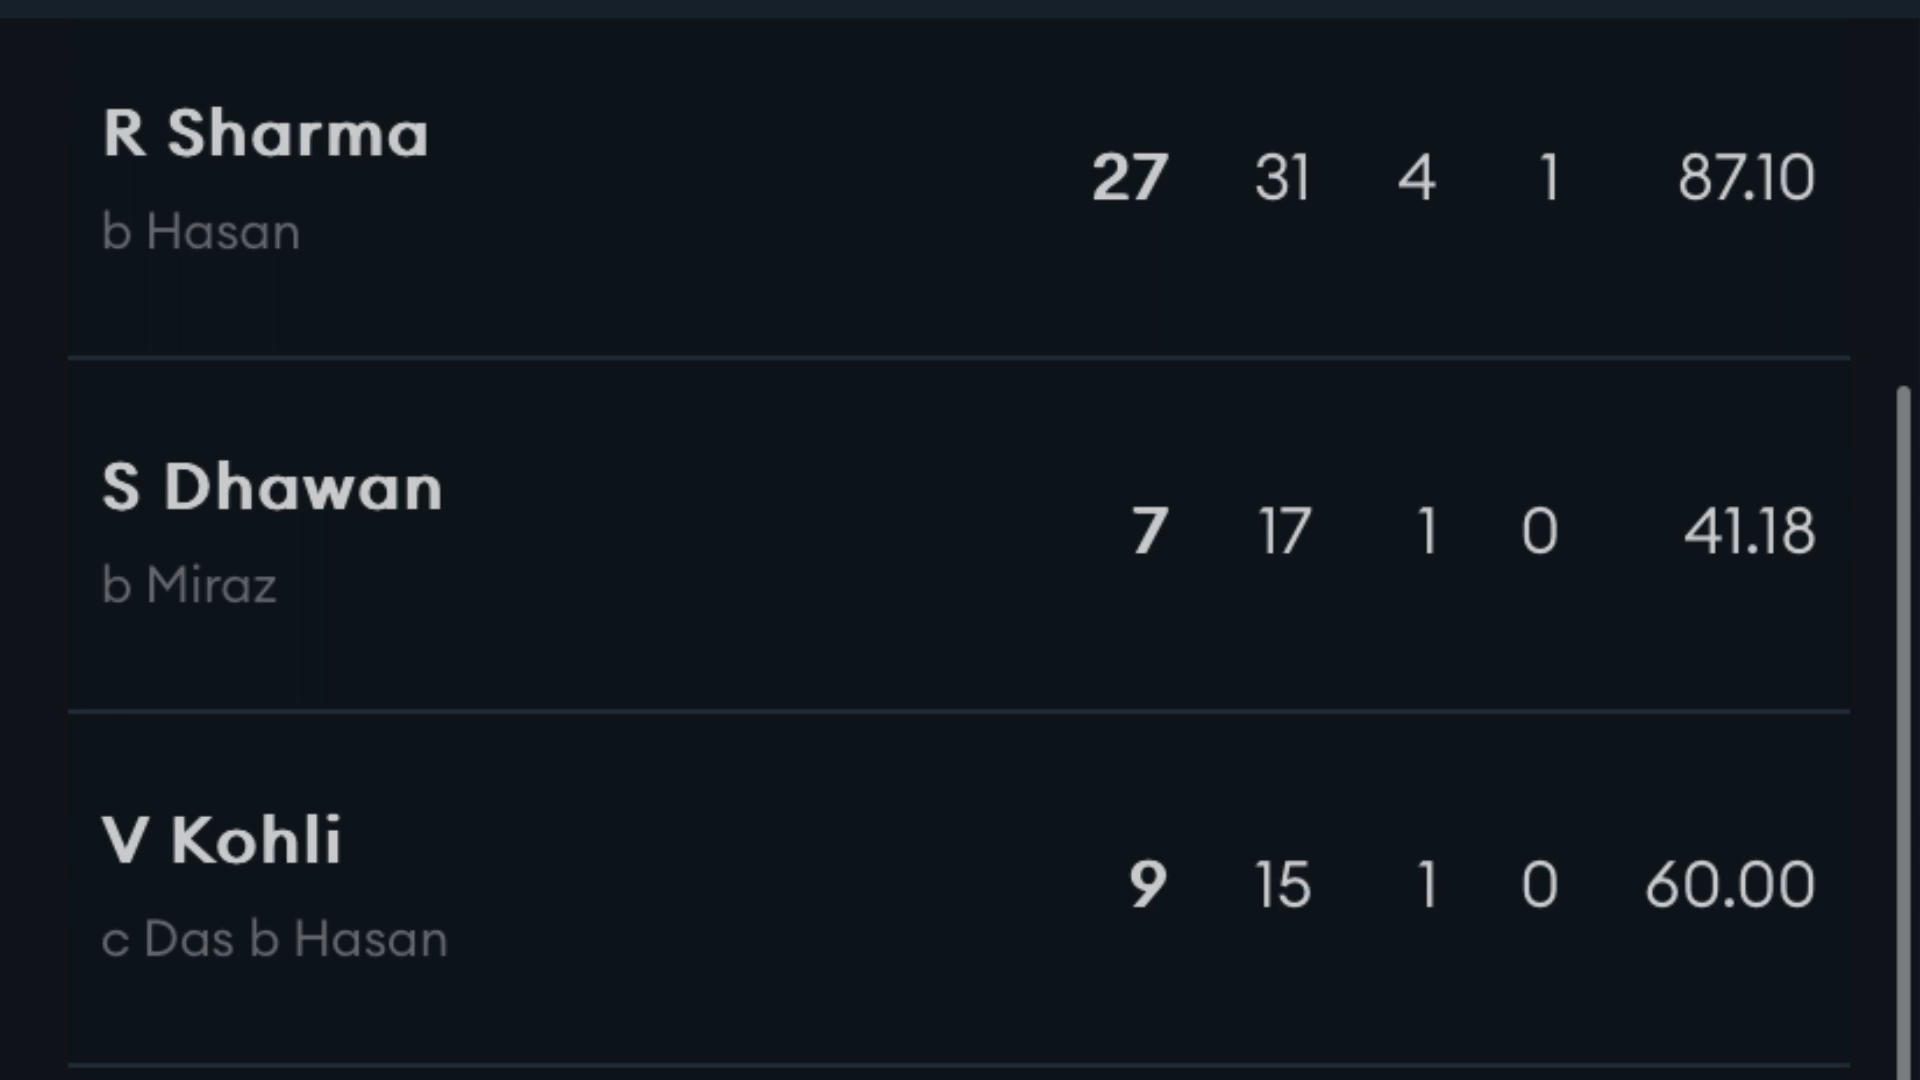 R Sharma
27 31 4 1 87.10
b Hasan
S Dhawan
7 17 1 0 41.18
b Miraz
V Kohli
9 15 1 0 60.00
c Das b Hasan